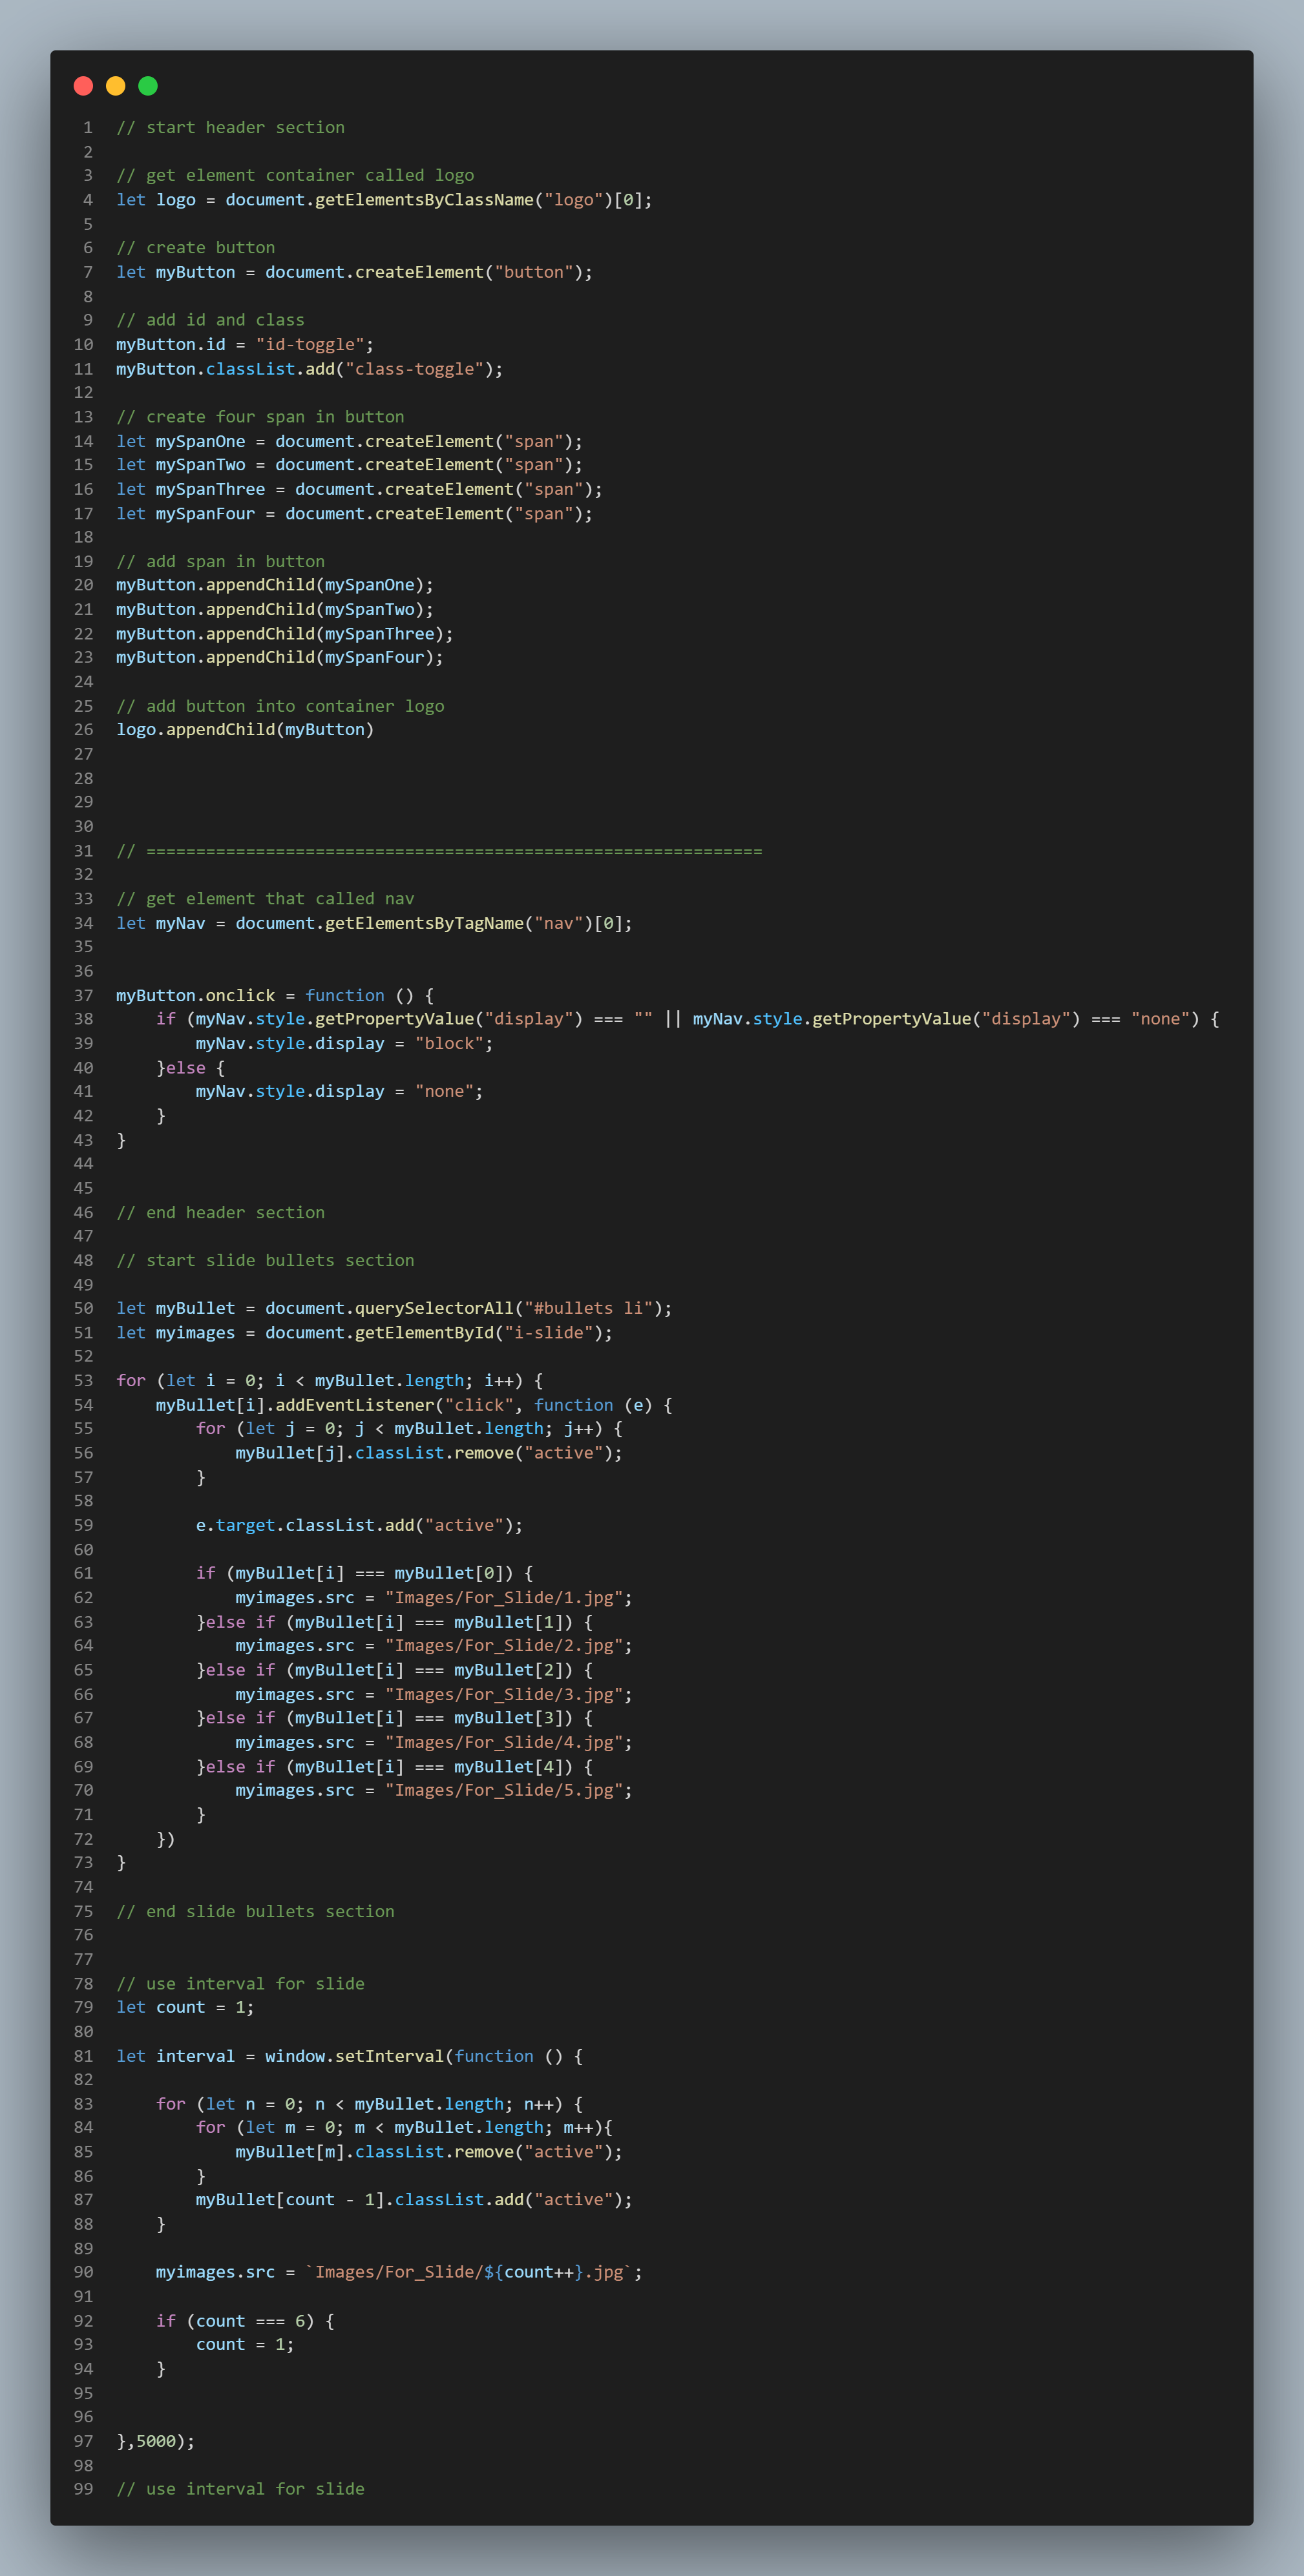 1 // start header section
2
3 // get element container called logo
4 let logo = document.getElementsByClassName("logo")[0];
5
6 // create button
7 let myButton = document.createElement("button");
8
9 // add id and class
10 myButton.id = "id-toggle";
11 myButton.classList.add("class-toggle");
12
13 // create four span in button
14 let mySpanOne = document.createElement("span");
15 let mySpanTwo = document.createElement("span");
16 let mySpanThree = document.createElement("span");
17 let mySpanFour = document.createElement("span");
18
19 // add span in button
20 myButton.appendChild(mySpanOne);
21 myButton.appendChild(mySpanTwo);
22 myButton.appendChild(mySpanThree);
23 myButton.appendChild(mySpanFour);
24
25 // add button into container logo
26 logo.appendChild(myButton)
27
28
29
30
31 // ==============================================================
32
33 // get element that called nav
34 let myNav = document.getElementsByTagName("nav")[0];
35
36
37 myButton.onclick = function () {
38     if (myNav.style.getPropertyValue("display") === "" || myNav.style.getPropertyValue("display") === "none") {
39         myNav.style.display = "block";
40     }else {
41         myNav.style.display = "none";
42     }
43 }
44
45
46 // end header section
47
48 // start slide bullets section
49
50 let myBullet = document.querySelectorAll("#bullets li");
51 let myimages = document.getElementById("i-slide");
52
53 for (let i = 0; i < myBullet.length; i++) {
54     myBullet[i].addEventListener("click", function (e) {
55         for (let j = 0; j < myBullet.length; j++) {
56             myBullet[j].classList.remove("active");
57         }
58
59         e.target.classList.add("active");
60
61         if (myBullet[i] === myBullet[0]) {
62             myimages.src = "Images/For_Slide/1.jpg";
63         }else if (myBullet[i] === myBullet[1]) {
64             myimages.src = "Images/For_Slide/2.jpg";
65         }else if (myBullet[i] === myBullet[2]) {
66             myimages.src = "Images/For_Slide/3.jpg";
67         }else if (myBullet[i] === myBullet[3]) {
68             myimages.src = "Images/For_Slide/4.jpg";
69         }else if (myBullet[i] === myBullet[4]) {
70             myimages.src = "Images/For_Slide/5.jpg";
71         }
72     })
73 }
74
75 // end slide bullets section
76
77
78 // use interval for slide
79 let count = 1;
80
81 let interval = window.setInterval(function () {
82
83     for (let n = 0; n < myBullet.length; n++) {
84         for (let m = 0; m < myBullet.length; m++){
85             myBullet[m].classList.remove("active");
86         }
87         myBullet[count - 1].classList.add("active");
88     }
89
90     myimages.src = `Images/For_Slide/${count++}.jpg`;
91
92     if (count === 6) {
93         count = 1;
94     }
95
96
97 },5000);
98
99 // use interval for slide